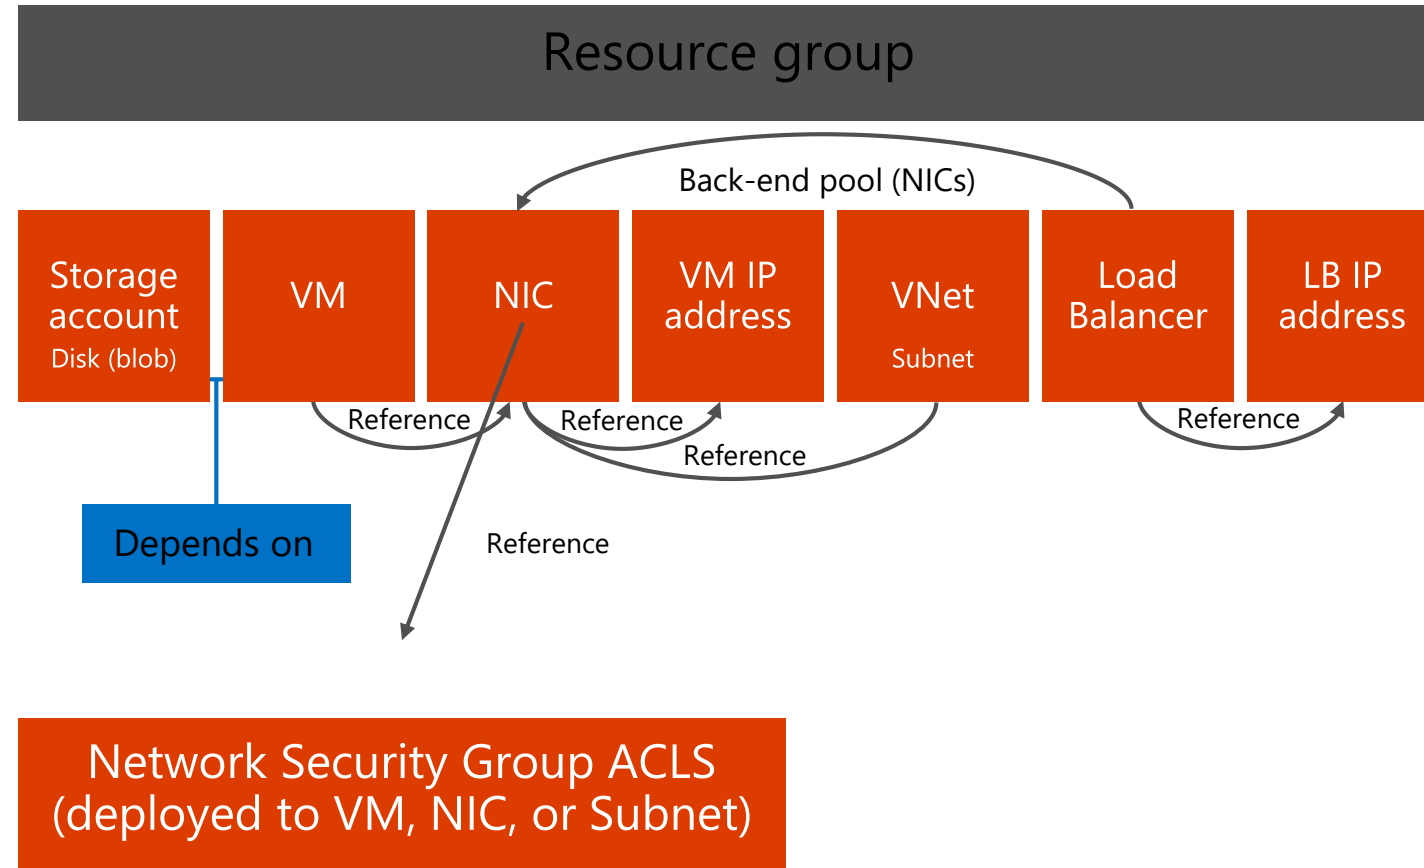 Resource group
Back-end pool (NICs)
Storage
account
Disk (blob)
VM
NIC
VM IP
address
VNet
Subnet
Load
Balancer
LB IP
address
Reference
Reference
Reference
Reference
Depends on
Reference
Network Security Group ACLS
(deployed to VM, NIC, or Subnet)